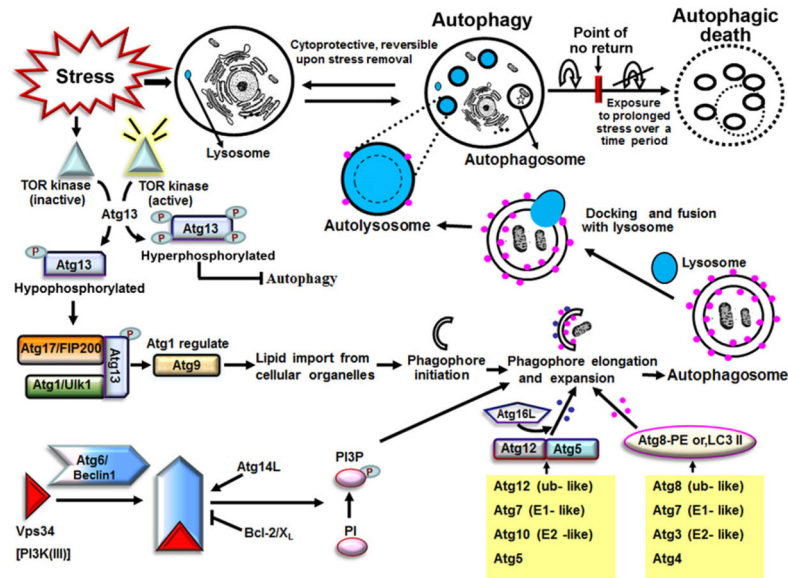 Stress
Cytoprotective, reversible
upon stress removal
Lysosome
Autophagy
Autophagosome
Point of
no return
Exposure
to prolonged
stress over a
time period
Autophagic
death
TOR kinase
(inactive)
TOR kinase
(active)
Atg13
P
Atg13
Hypophosphorylated
P
P
P
P
Atg13
Hyperphosphorylated
Autophagy
Autolysosome
Docking and fusion
with lysosome
Lysosome
Autophagosome
Atg17/FIP200
Atg1/Ulk1
Atg13
P
Atg1 regulate
Atg9
Lipid import from
cellular organelles
Phagophore
initiation
Phagophore elongation
and expansion
Atg16L
Atg12
Atg5
Atg8-PE or,LC3 II
Atg6/
Beclin1
Vps34
[PI3K(III)]
Atg14L
Bcl-2/XL
PI3P
P
PI
Atg12 (ub- like)
Atg7 (E1- like)
Atg10 (E2 -like)
Atg5
Atg8 (ub- like)
Atg7 (E1- like)
Atg3 (E2- like)
Atg4